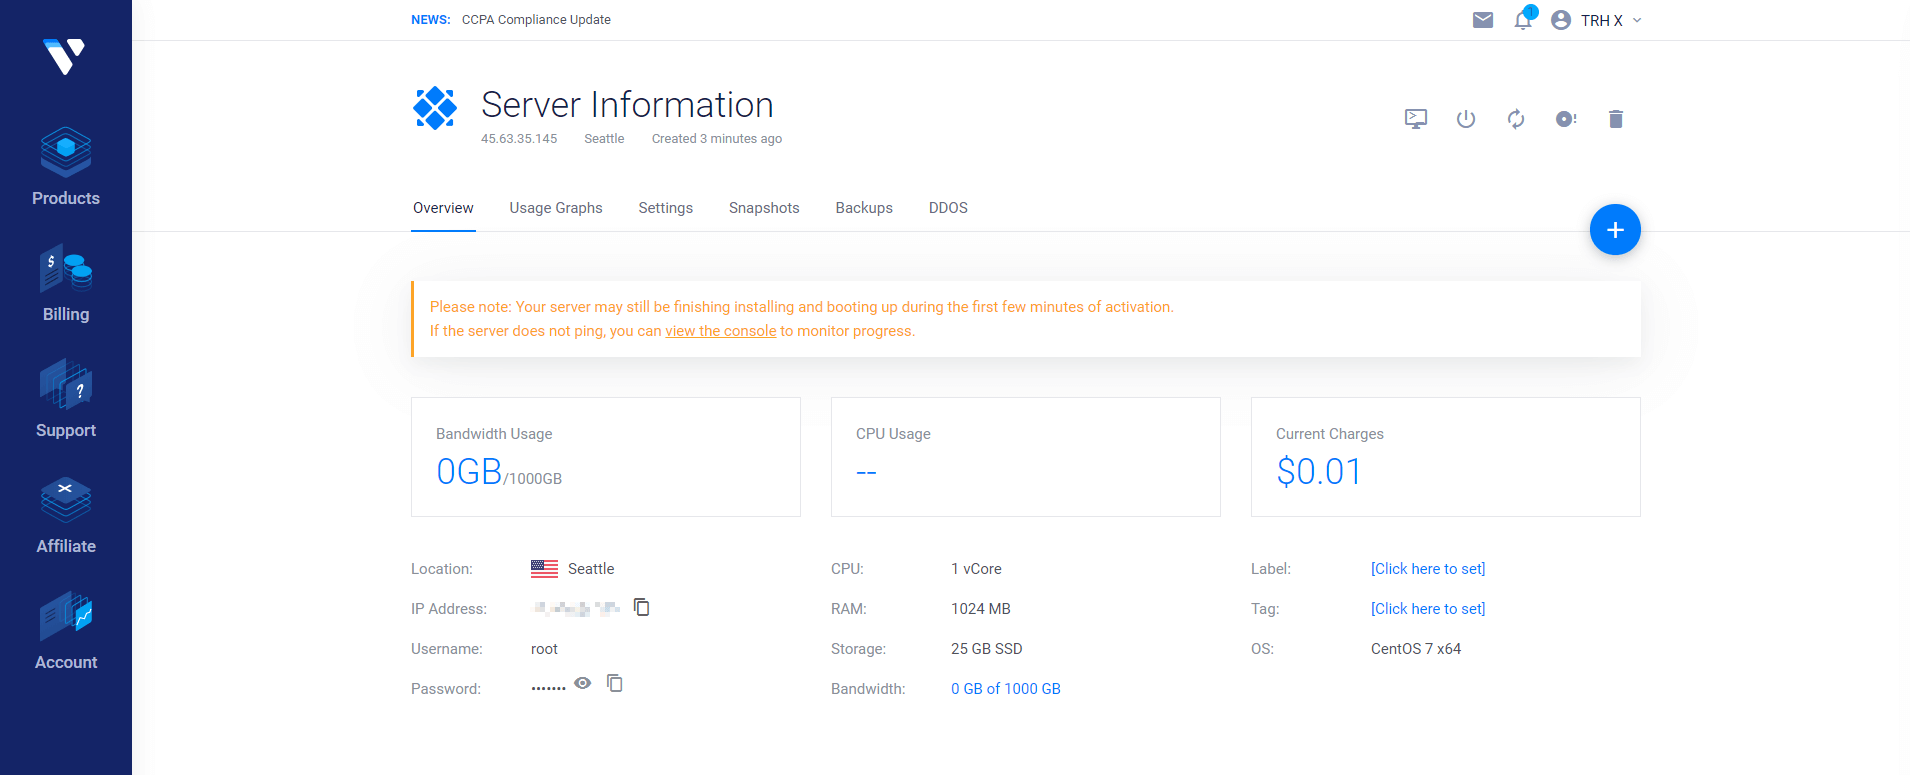 NEWS: CCPA Compliance Update
1
TRH X
Server Information
45.63.35.145 Seattle Created 3 minutes ago
Products
Billing
Support
Affiliate
Account
Overview Usage Graphs Settings Snapshots Backups DDOS
Please note: Your server may still be finishing installing and booting up during the first few minutes of activation.
If the server does not ping, you can view the console to monitor progress.
Bandwidth Usage
0GB/1000GB
CPU Usage
--
Current Charges
$0.01
Location: Seattle
IP Address:
Username: root
Password: •••••••
CPU: 1 vCore
RAM: 1024 MB
Storage: 25 GB SSD
Bandwidth: 0 GB of 1000 GB
Label: [Click here to set]
Tag: [Click here to set]
OS: CentOS 7 x64